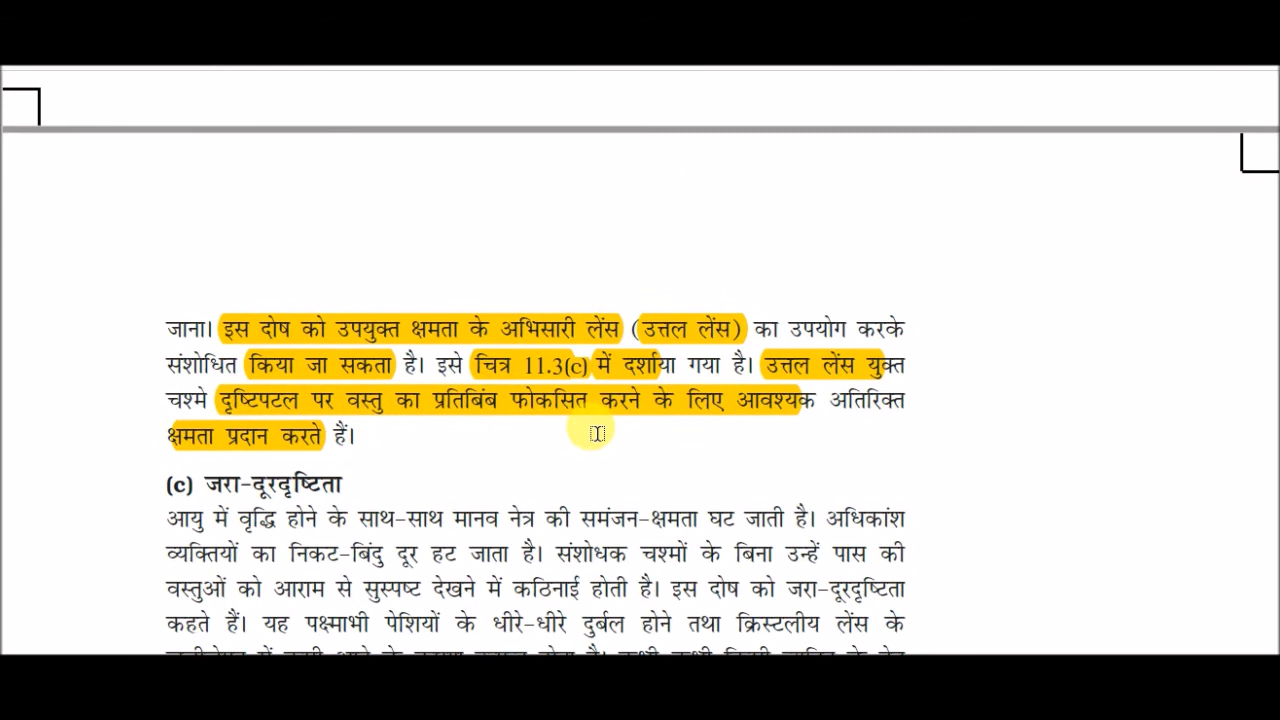 जाना। इस दोष को उपयुक्त क्षमता के अभिसारी लेंस (उत्तल लेंस) का उपयोग करके
संशोधित किया जा सकता है। इसे चित्र 11.3(c) में दर्शाया गया है। उत्तल लेंस युक्त
चश्मे दृष्टिपटल पर वस्तु का प्रतिबिंब फोकसित करने के लिए आवश्यक अतिरिक्त
क्षमता प्रदान करते हैं।
(c) जरा-दूरदृष्टिता
आयु में वृद्धि होने के साथ-साथ मानव नेत्र की समंजन-क्षमता घट जाती है। अधिकांश
व्यक्तियों का निकट-बिंदु दूर हट जाता है। संशोधक चश्मों के बिना उन्हें पास की
वस्तुओं को आराम से सुस्पष्ट देखने में कठिनाई होती है। इस दोष को जरा-दूरदृष्टिता
कहते हैं। यह पक्ष्माभी पेशियों के धीरे-धीरे दुर्बल होने तथा क्रिस्टलीय लेंस के